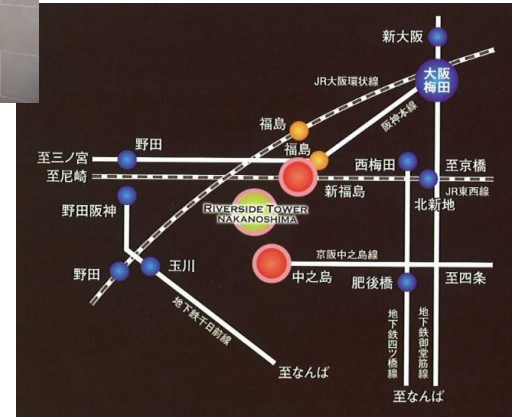 新大阪
大阪
梅田
JR大阪環状線
阪神本線
福島
福島
野田
至三ノ宮
至尼崎
西梅田
至京橋
新福島
JR東西線
北新地
野田阪神
RIVERSIDE TOWER
NAKANOSHIMA
京阪中之島線
野田
玉川
中之島
肥後橋
至四条
地下鉄千日前線
地下鉄四ツ橋線
地下鉄御堂筋線
至なんば
至なんば